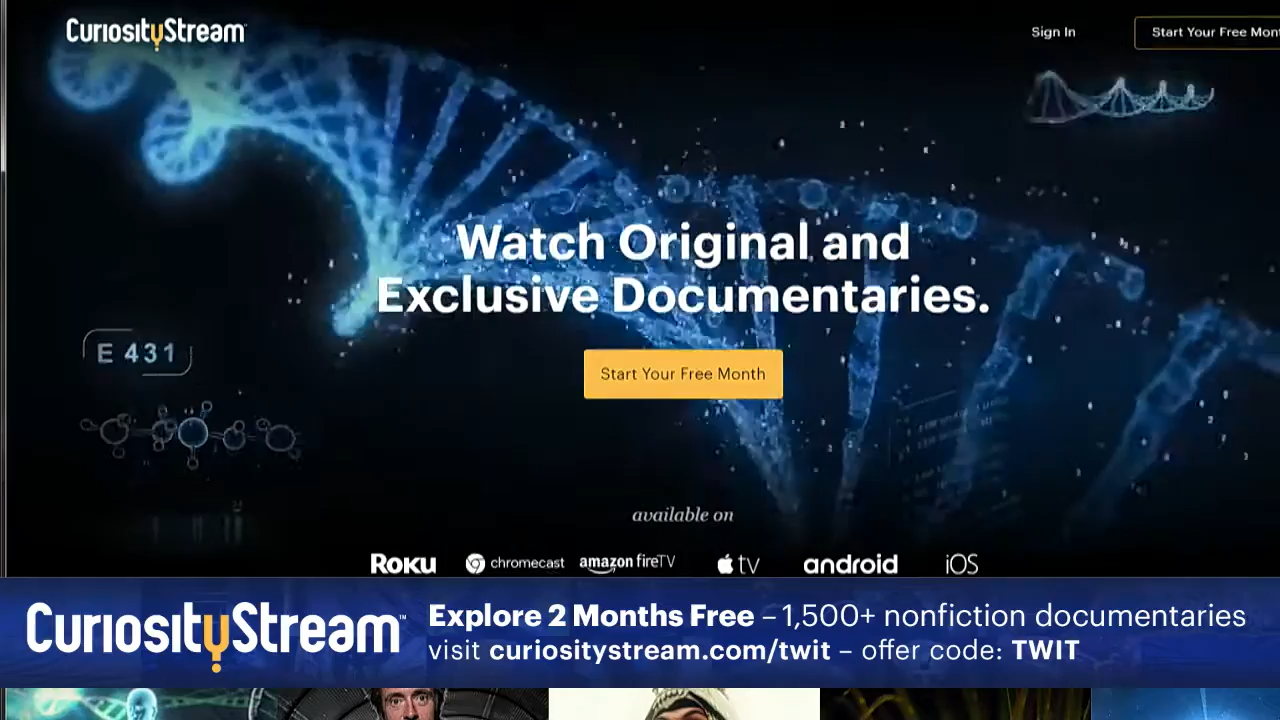 CuriosityStream
Sign In
Start Your Free Mon
Watch Original and
Exclusive Documentaries.
E 431
Start Your Free Month
available on
Roku chromecast amazon fireTV tv android iOS
CuriosityStream™ Explore 2 Months Free – 1,500+ nonfiction documentaries
visit curiositystream.com/twit – offer code: TWIT